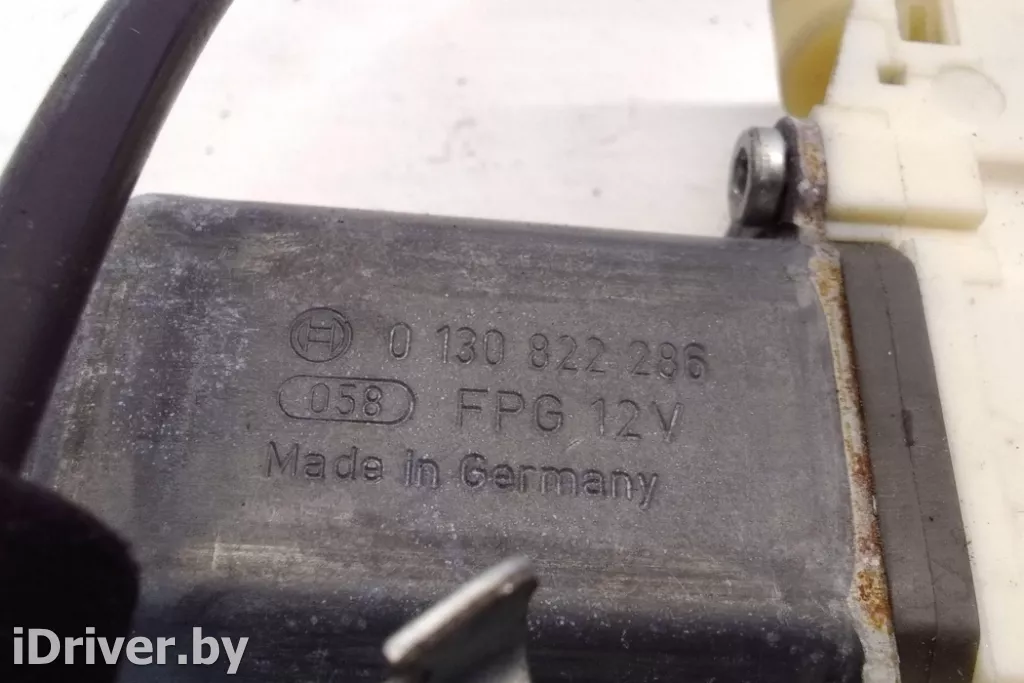 0 130 822 286
058 FPG 12V
Made in Germany
iDriver.by